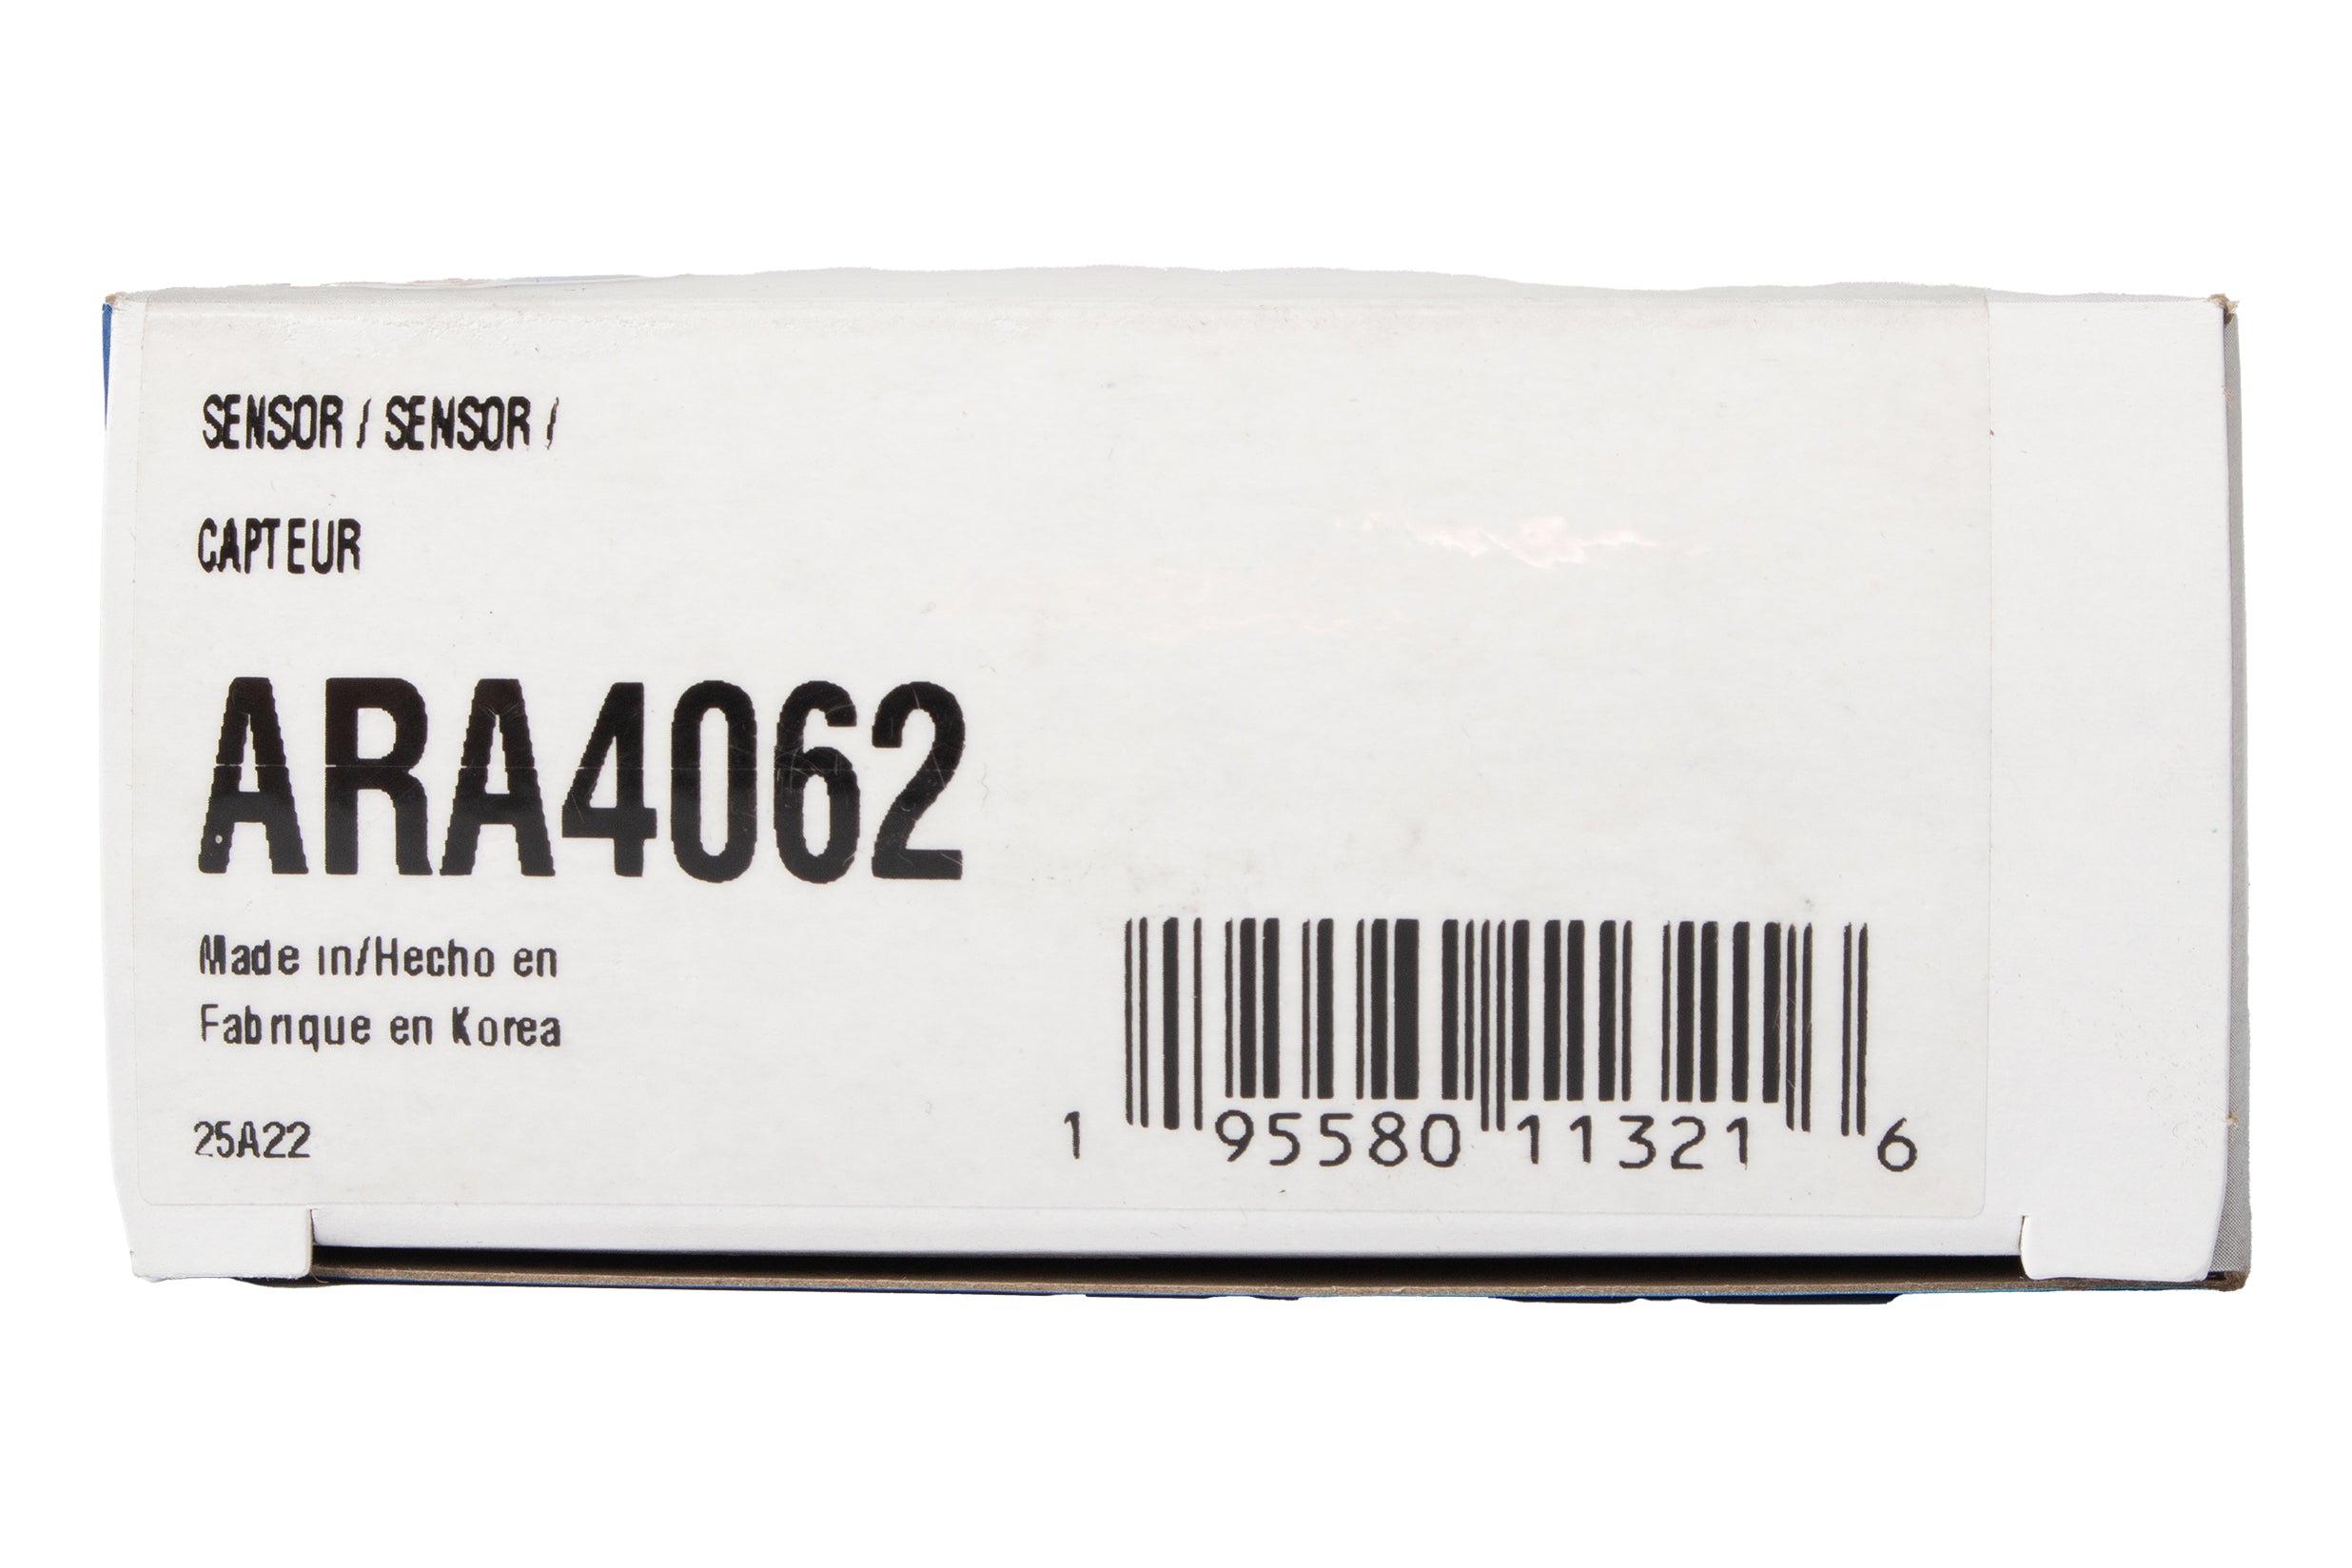 SENSOR / SENSOR /
CAPTEUR
ARA4062
Made in/Hecho en
Fabrique en Korea
25A22
1 95580 11321 6